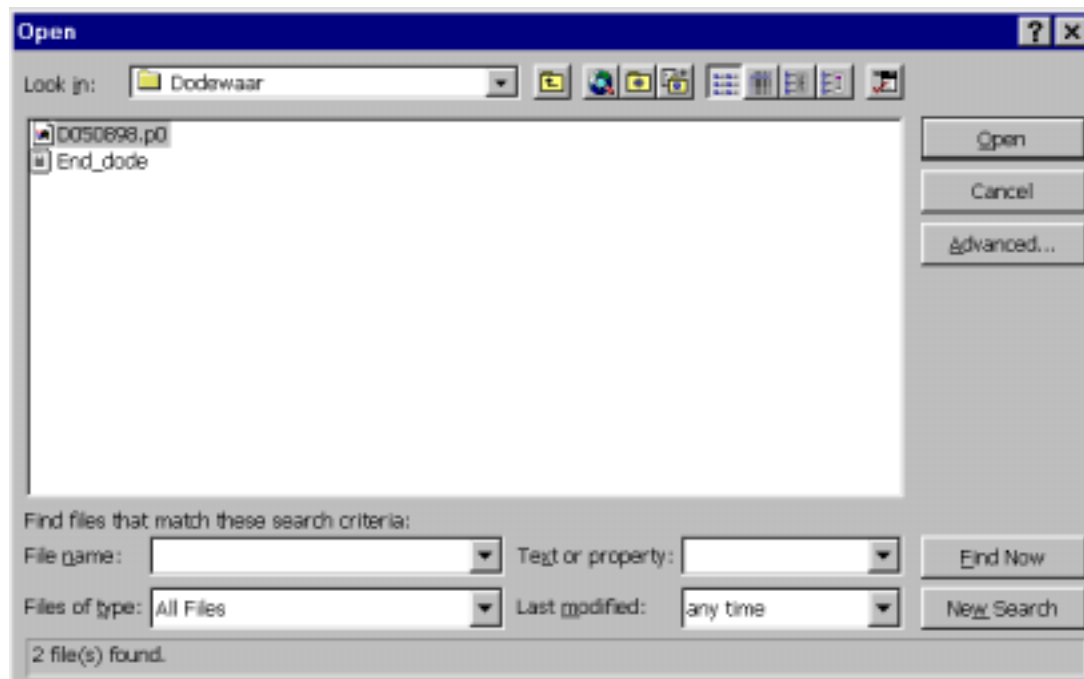 Open
Look in: Dodewaar
D050898.p0
End_dode
Open
Cancel
Advanced...
Find files that match these search criteria:
File name: Text or property: Find Now
Files of type: All Files Last modified: any time New Search
2 file(s) found.